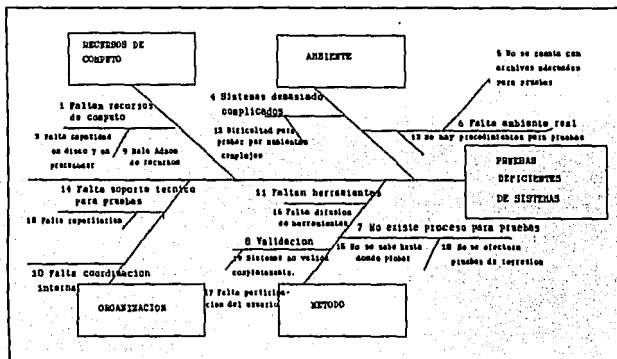 RECURSOS DE
COMPUTO
AMBIENTE
5 No se cuenta con
archivos adecuados
para pruebas
1 Faltan recursos
de computo
4 Sistemas demasiado
complicados
6 Falta ambiente real
3 Falta capacidad
en disco y en
procesador
9 Mala Admon
de recursos
12 Dificultad para
probar por ambientes
complejos
13 No hay procedimientos para pruebas
PRUEBAS
DEFICIENTES
DE SISTEMAS
14 Falta soporte tecnico
para pruebas
18 Falta capacitacion
11 Faltan herramientas
16 Falta difusion
de herramientas
7 No existe proceso para pruebas
8 Validacion
19 Sistemas no valida
completamente.
15 No se sabe hasta
donde probar
18 No se efectuan
pruebas de regresion
10 Falta coordinacion
interna
17 Falta participa-
cion del usuario
ORGANIZACION
METODO